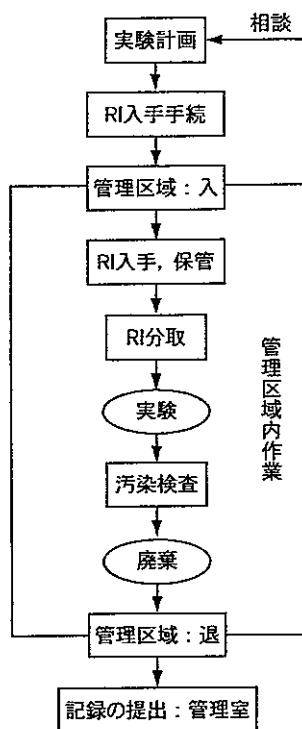 実験計画
相談
RI入手手続
管理区域：入
RI入手，保管
RI分取
実験
管理区域内作業
汚染検査
廃棄
管理区域：退
記録の提出：管理室